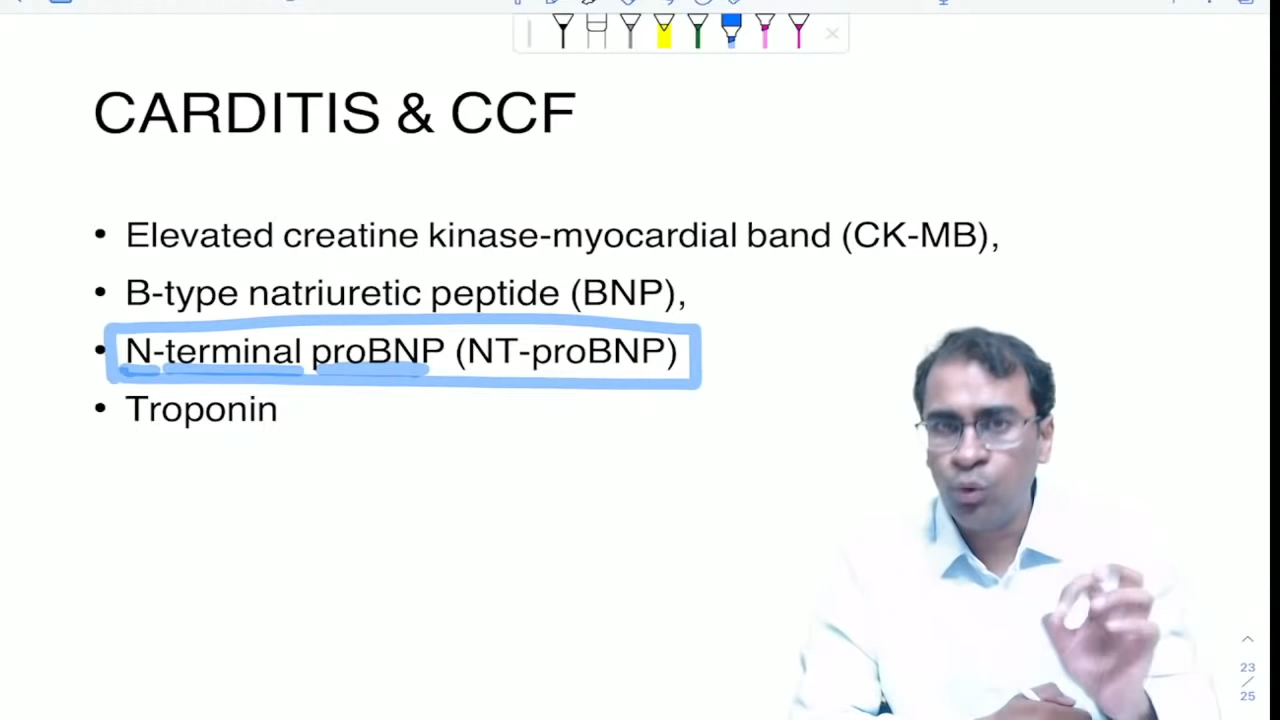 CARDITIS & CCF
• Elevated creatine kinase-myocardial band (CK-MB),
• B-type natriuretic peptide (BNP),
• N-terminal proBNP (NT-proBNP)
• Troponin
23
/
25